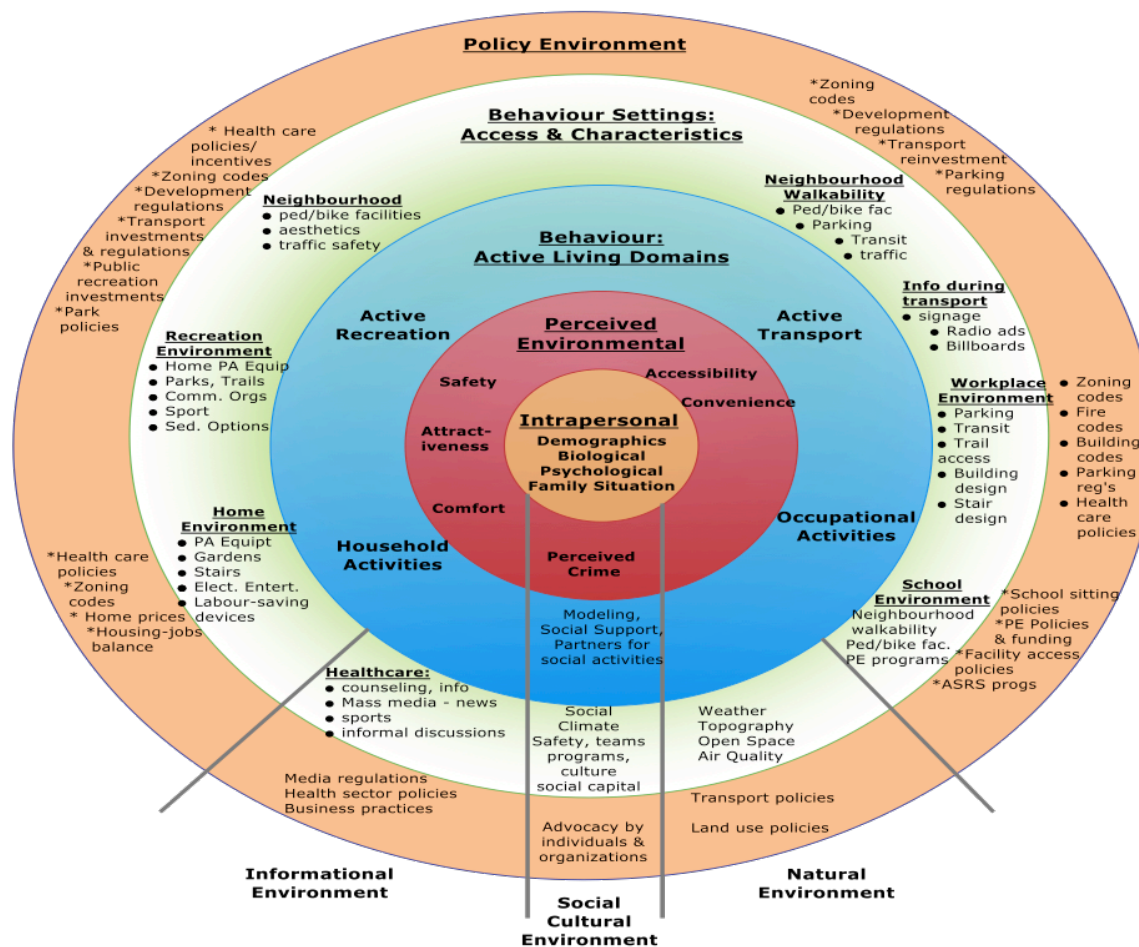 Policy Environment
Behaviour Settings:
Access & Characteristics
* Health care
policies/
incentives
*Zoning codes
*Development
regulations
*Transport
investments
& regulations
*Public
recreation
investments
*Park
policies
*Zoning
codes
*Development
regulations
*Transport
reinvestment
*Parking
regulations
Neighbourhood
● ped/bike facilities
● aesthetics
● traffic safety
Neighbourhood
Walkability
● Ped/bike fac
● Parking
● Transit
● traffic
Behaviour:
Active Living Domains
Info during
transport
● signage
● Radio ads
● Billboards
Active
Recreation
Active
Transport
Recreation
Environment
● Home PA Equip
● Parks, Trails
● Comm. Orgs
● Sport
● Sed. Options
Perceived
Environmental
Safety
Accessibility
Convenience
Attract-
iveness
Comfort
Perceived
Crime
Intrapersonal
Demographics
Biological
Psychological
Family Situation
Workplace
Environment
● Parking
● Transit
● Trail
access
● Building
design
● Stair
design
● Zoning
codes
● Fire
codes
● Building
codes
● Parking
reg's
● Health
care
policies
Home
Environment
● PA Equipt
● Gardens
● Stairs
● Elect. Entert.
● Labour-saving
devices
*Health care
policies
*Zoning
codes
* Home prices
*Housing-jobs
balance
Household
Activities
Occupational
Activities
School
Environment
Neighbourhood
walkability
Ped/bike fac.
PE programs
*School sitting
policies
*PE Policies
& funding
*Facility access
policies
*ASRS progs
Modeling,
Social Support,
Partners for
social activities
Healthcare:
● counseling, info
● Mass media - news
● sports
● informal discussions
Social
Climate
Safety, teams
programs,
culture
social capital
Weather
Topography
Open Space
Air Quality
Media regulations
Health sector policies
Business practices
Advocacy by
individuals &
organizations
Transport policies
Land use policies
Informational
Environment
Social
Cultural
Environment
Natural
Environment